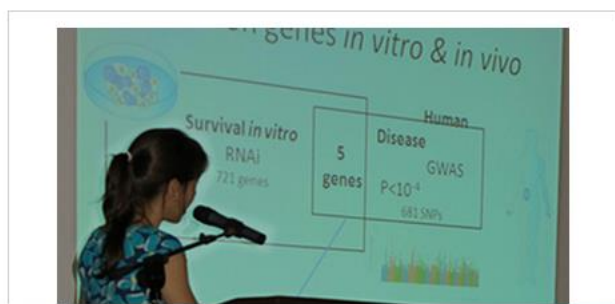 genes in vitro & in vivo
Survival in vitro
RNAi
721 genes
5
genes
Human
Disease
GWAS
P<10⁻⁴
681 SNPs